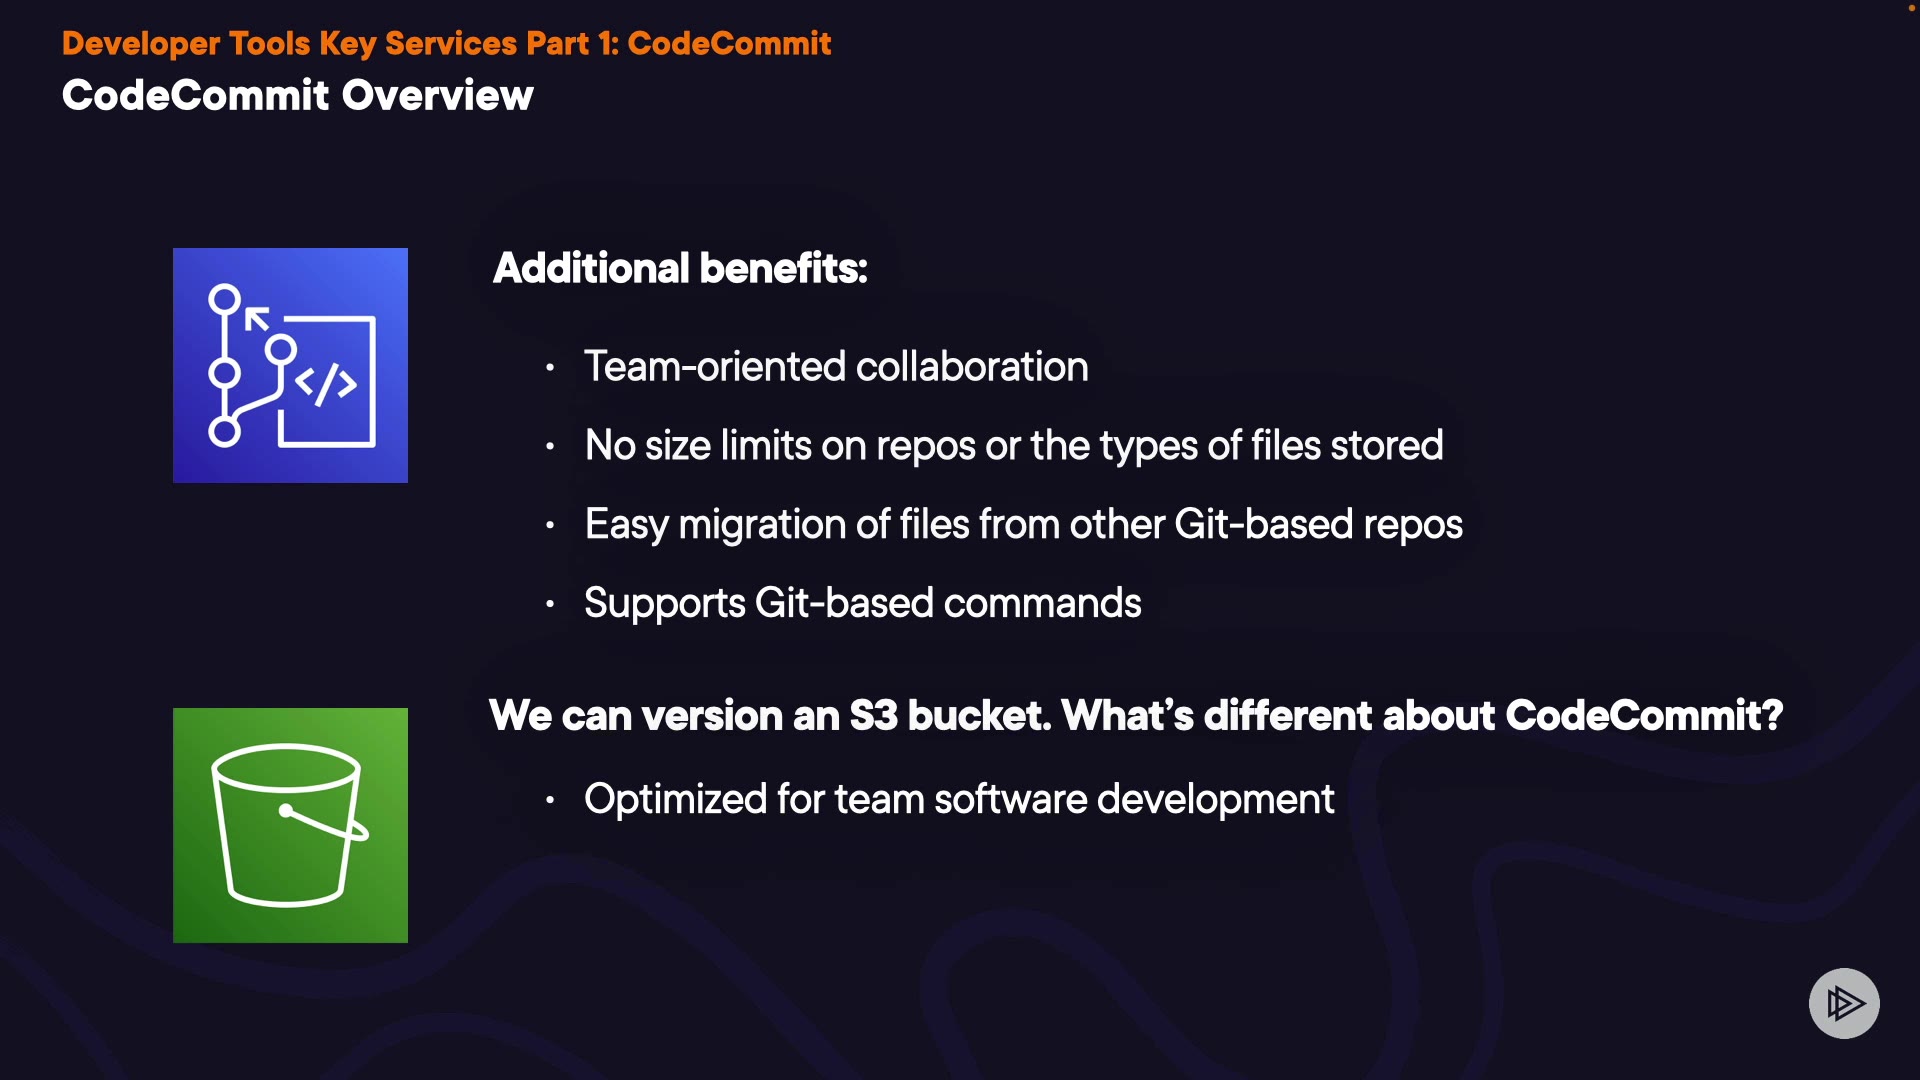 Developer Tools Key Services Part 1: CodeCommit
CodeCommit Overview
Additional benefits:
• Team-oriented collaboration
• No size limits on repos or the types of files stored
• Easy migration of files from other Git-based repos
• Supports Git-based commands
We can version an S3 bucket. What’s different about CodeCommit?
• Optimized for team software development